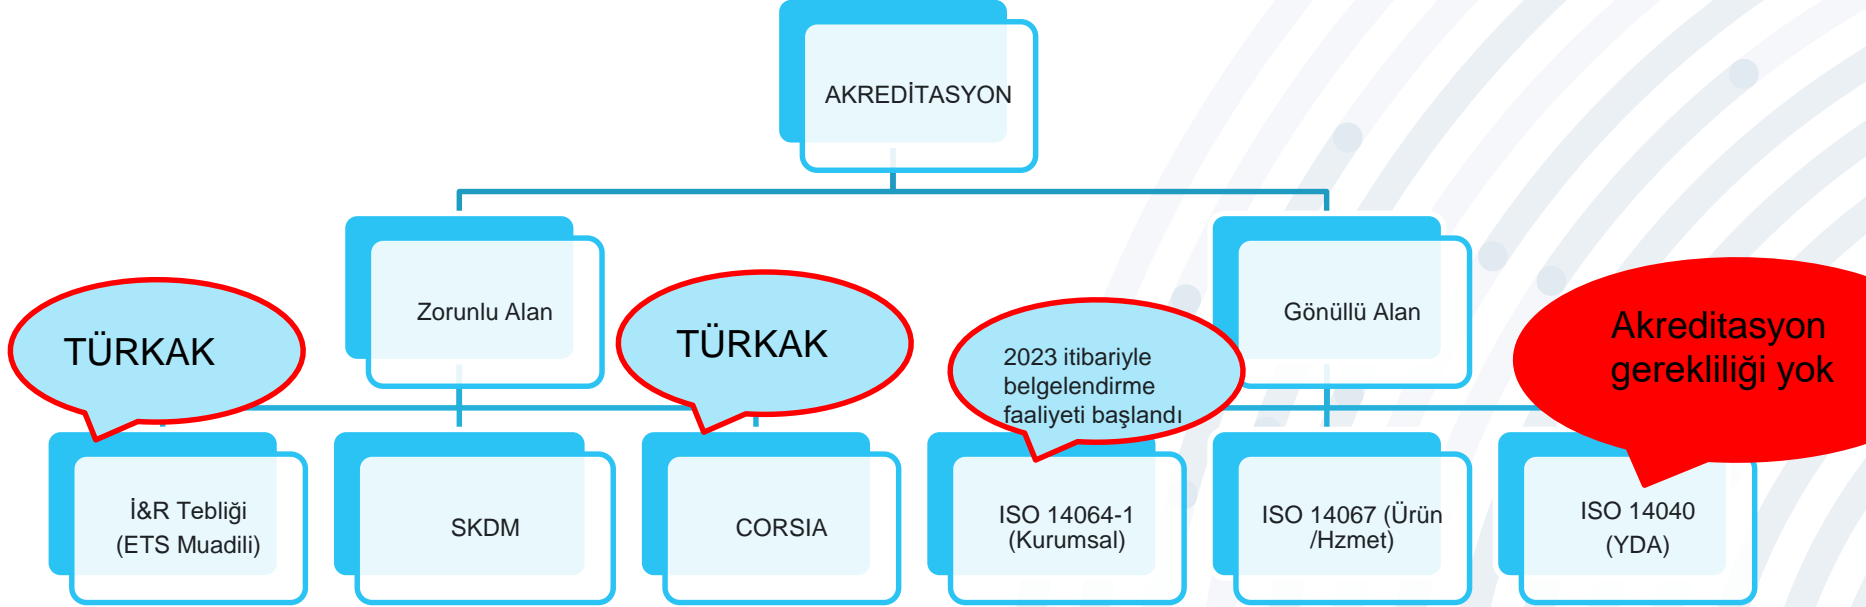 AKREDİTASYON
Zorunlu Alan
Gönüllü Alan
TÜRKAK
TÜRKAK
2023 itibariyle
belgelendirme
faaliyeti başlandı
Akreditasyon
gerekliliği yok
İ&R Tebliği
(ETS Muadili)
SKDM
CORSIA
ISO 14064-1
(Kurumsal)
ISO 14067 (Ürün
/Hzmet)
ISO 14040
(YDA)